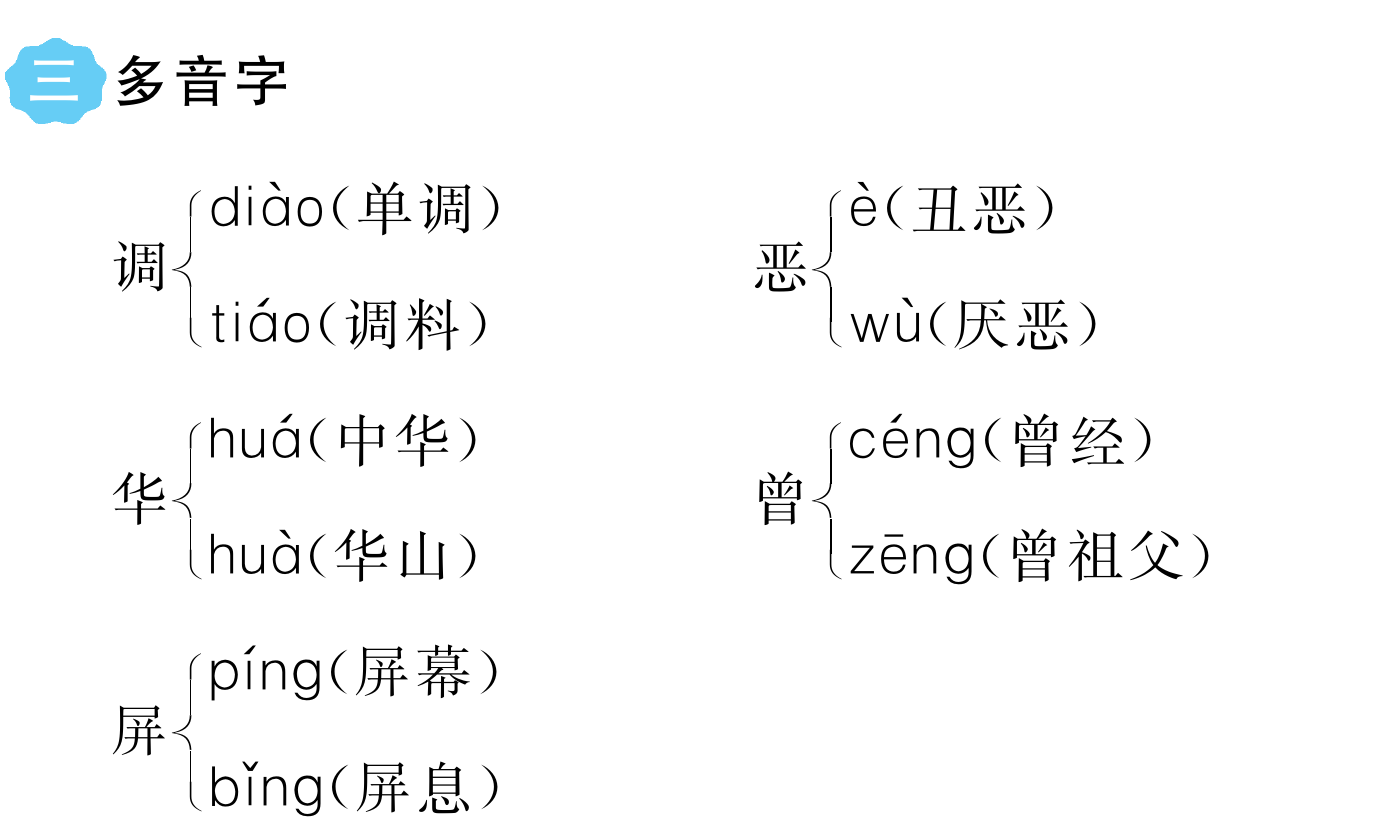 三 多音字
diào(单调)
调
tiáo(调料)
è(丑恶)
恶
wù(厌恶)
huá(中华)
华
huà(华山)
céng(曾经)
曾
zēng(曾祖父)
píng(屏幕)
屏
bǐng(屏息)